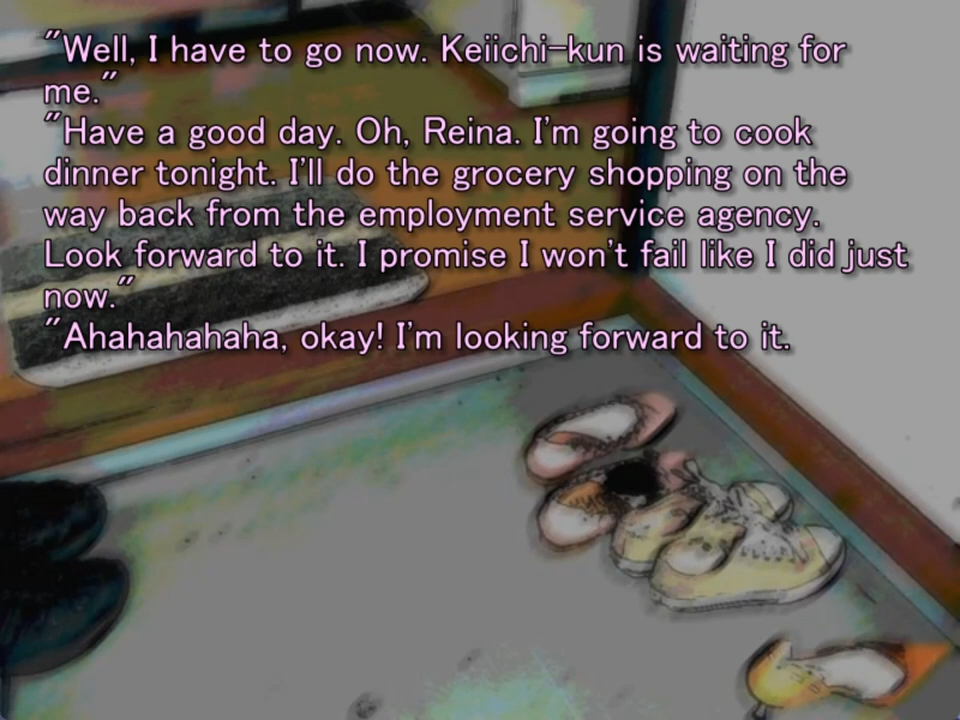 "Well, I have to go now. Keiichi-kun is waiting for
me."
"Have a good day. Oh, Reina. I'm going to cook
dinner tonight. I'll do the grocery shopping on the
way back from the employment service agency.
Look forward to it. I promise I won't fail like I did just
now."
"Ahahahahaha, okay! I'm looking forward to it.